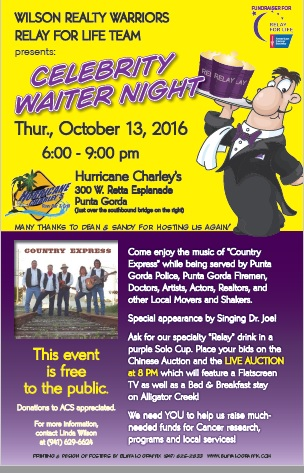 WILSON REALTY WARRIORS
RELAY FOR LIFE TEAM
presents:
FUNDRAISER FOR
RELAY
FOR LIFE
CELEBRITY
WAITER NIGHT
RELAY
Thur., October 13, 2016
6:00 - 9:00 pm
Hurricane Charley's
300 W. Retta Esplanade
Punta Gorda
(just over the southbound bridge on the right)
HURRICANE
CHARLEY'S
MANY THANKS TO DEAN & SANDY FOR HOSTING US AGAIN!
COUNTRY EXPRESS
Come enjoy the music of "Country
Express" while being served by Punta
Gorda Police, Punta Gorda Firemen,
Doctors, Artists, Actors, Realtors, and
other Local Movers and Shakers.
Special appearance by Singing Dr. Joe!
Ask for our specialty "Relay" drink in a
purple Solo Cup. Place your bids on the
Chinese Auction and the LIVE AUCTION
at 8 PM which will feature a Flatscreen
TV as well as a Bed & Breakfast stay
on Alligator Creek!
We need YOU to help us raise much-
needed funds for Cancer research,
programs and local services!
This event
is free
to the public.
Donations to ACS appreciated.
For more information,
contact Linda Wilson
at (941) 629-6624
PRINTING & DESIGN OF POSTERS BY BUFFALO GRAFFIX (941) 625-2833 WWW.BUFFALOGRAFFIX.COM